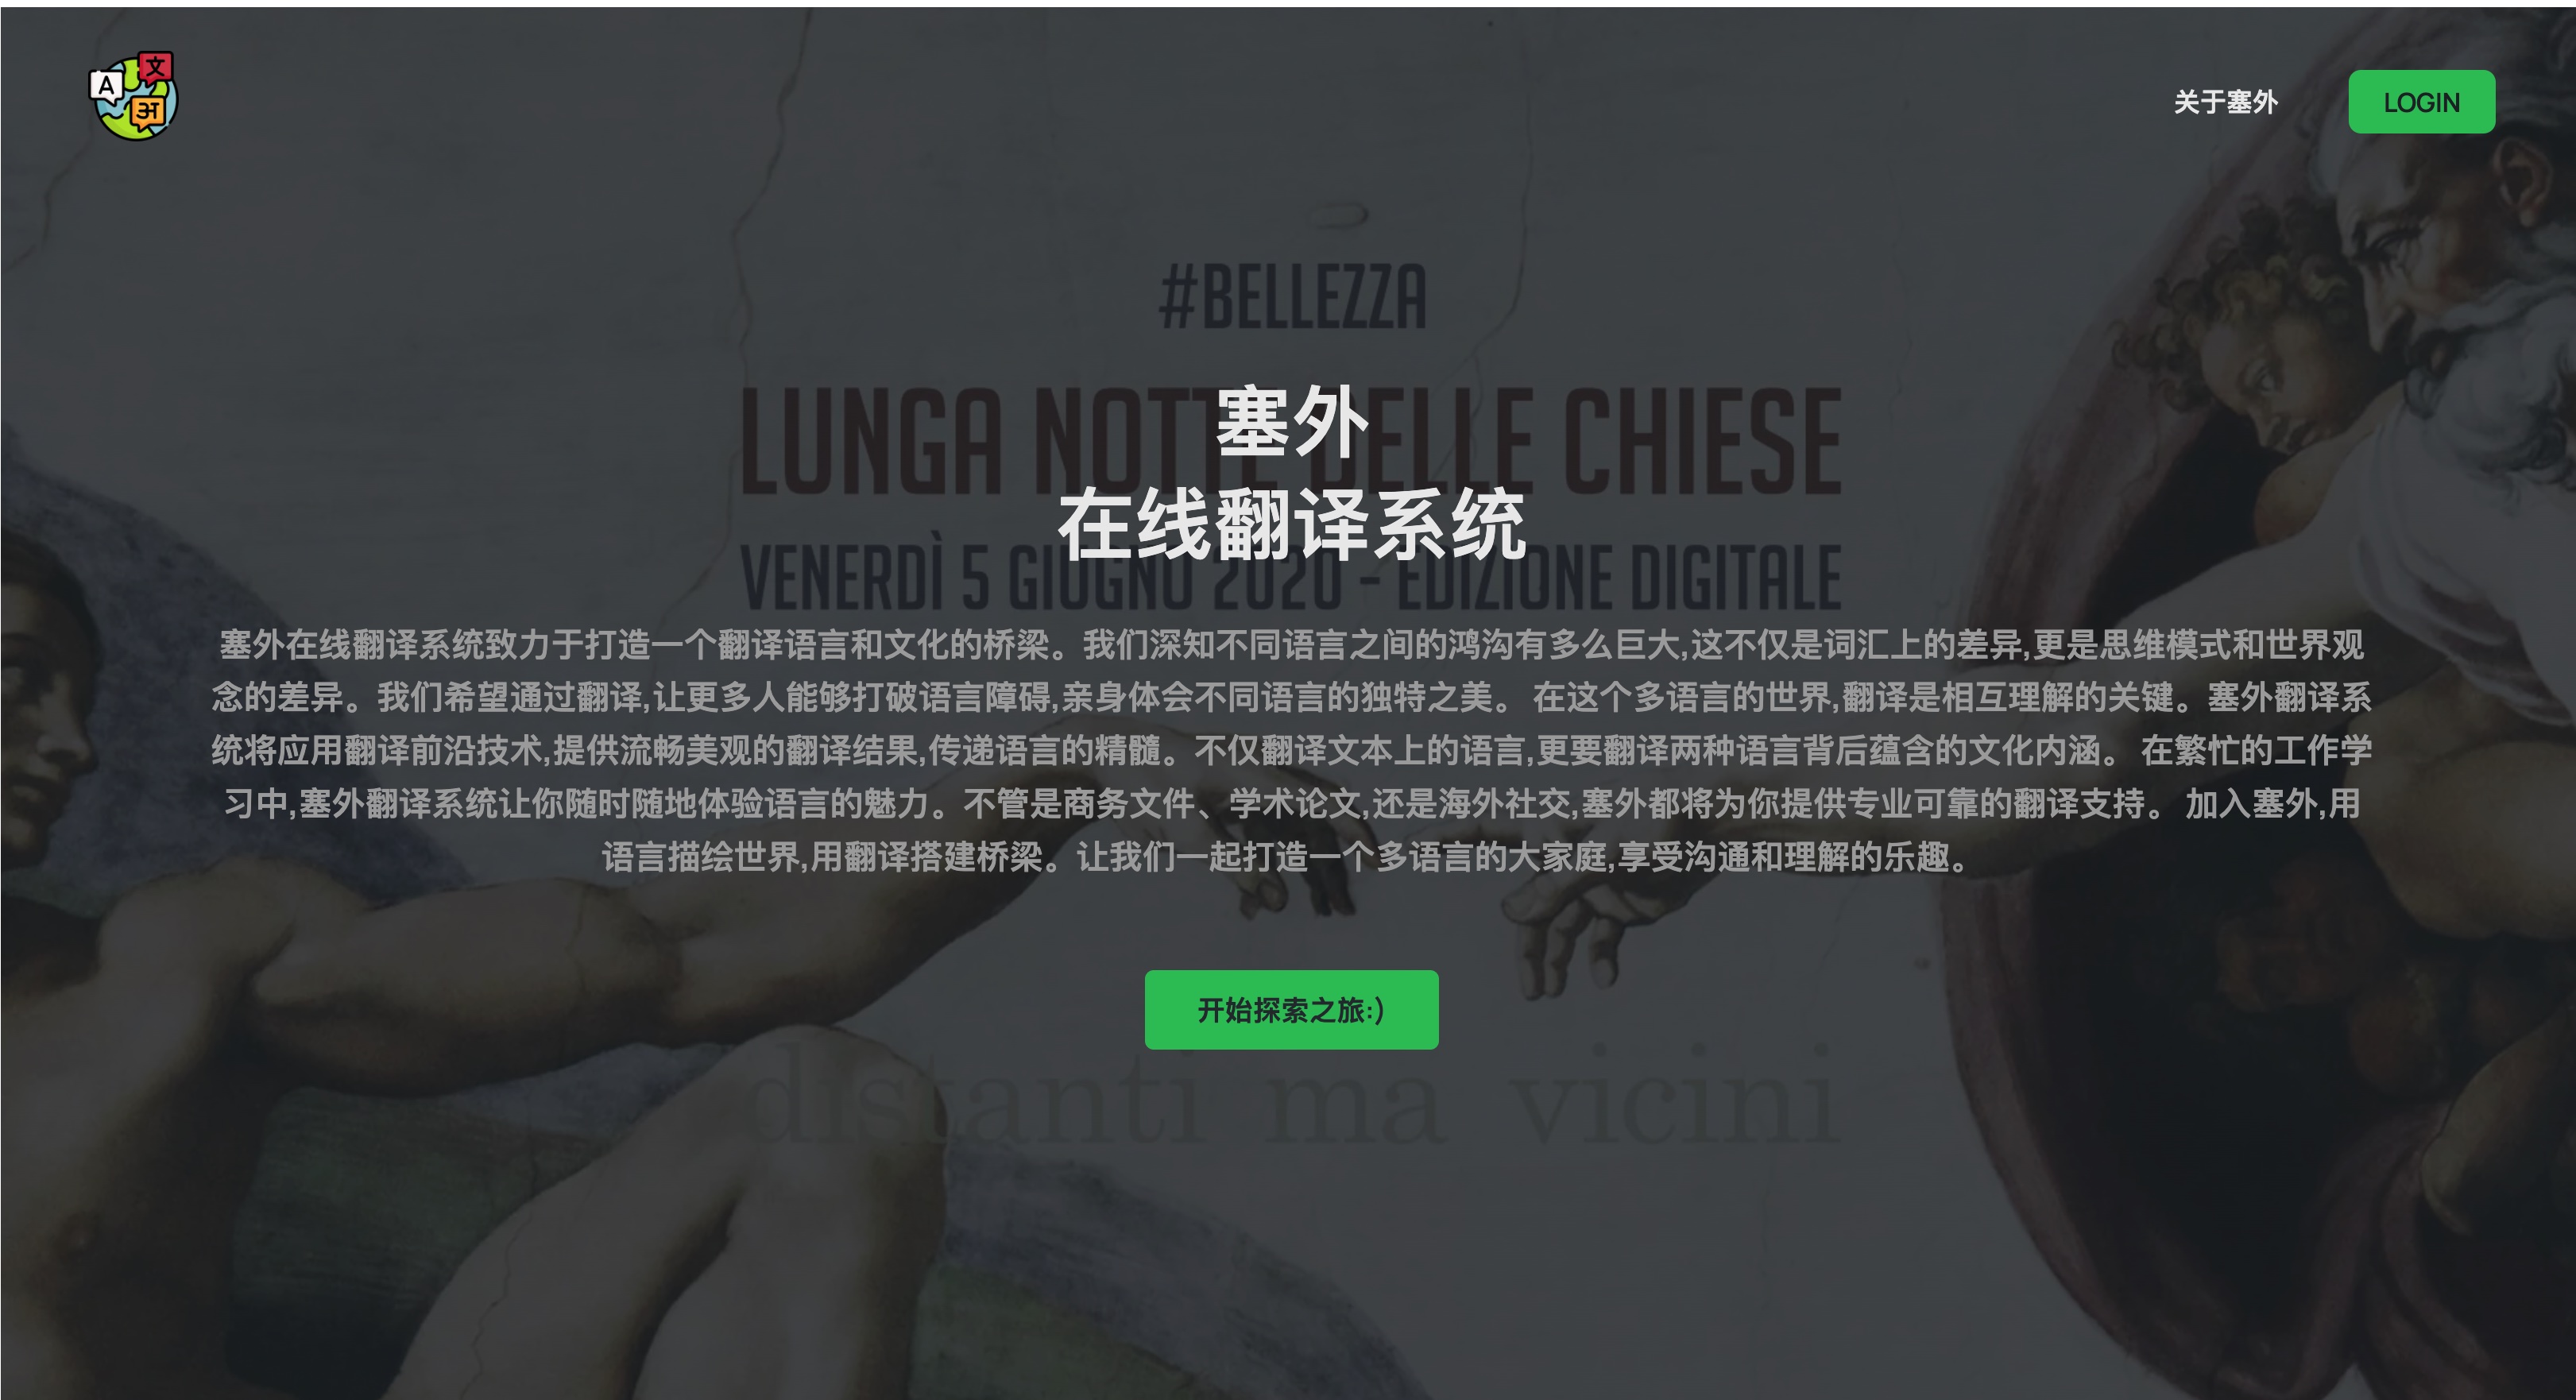 A
文
अ
关于塞外
LOGIN
#BELLEZZA
塞外
LUNGA NOTTE DELLE CHIESE
在线翻译系统
VENERDÌ 5 GIUGNO 2020 - EDIZIONE DIGITALE
塞外在线翻译系统致力于打造一个翻译语言和文化的桥梁。我们深知不同语言之间的鸿沟有多么巨大,这不仅是词汇上的差异,更是思维模式和世界观
念的差异。我们希望通过翻译,让更多人能够打破语言障碍,亲身体会不同语言的独特之美。 在这个多语言的世界,翻译是相互理解的关键。塞外翻译系
统将应用翻译前沿技术,提供流畅美观的翻译结果,传递语言的精髓。不仅翻译文本上的语言,更要翻译两种语言背后蕴含的文化内涵。 在繁忙的工作学
习中,塞外翻译系统让你随时随地体验语言的魅力。不管是商务文件、学术论文,还是海外社交,塞外都将为你提供专业可靠的翻译支持。 加入塞外,用
语言描绘世界,用翻译搭建桥梁。让我们一起打造一个多语言的大家庭,享受沟通和理解的乐趣。
开始探索之旅:)
distanti ma vicini